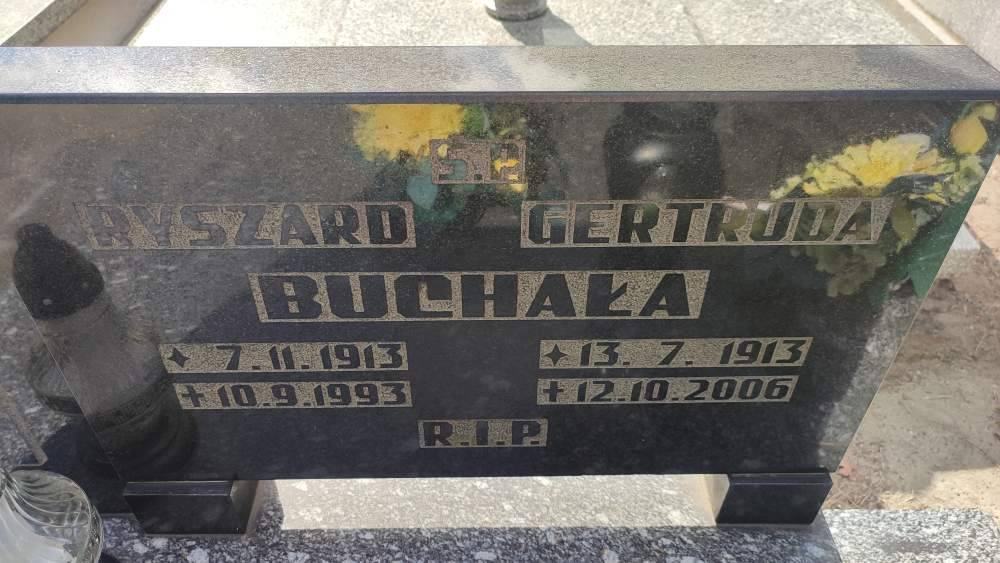 Ś.P.
RYSZARD GERTRUDA
BUCHAŁA
✦ 7.11.1913 ✦ 13. 7. 1913
✝ 10.9.1993 ✝ 12.10.2006
R.I.P.